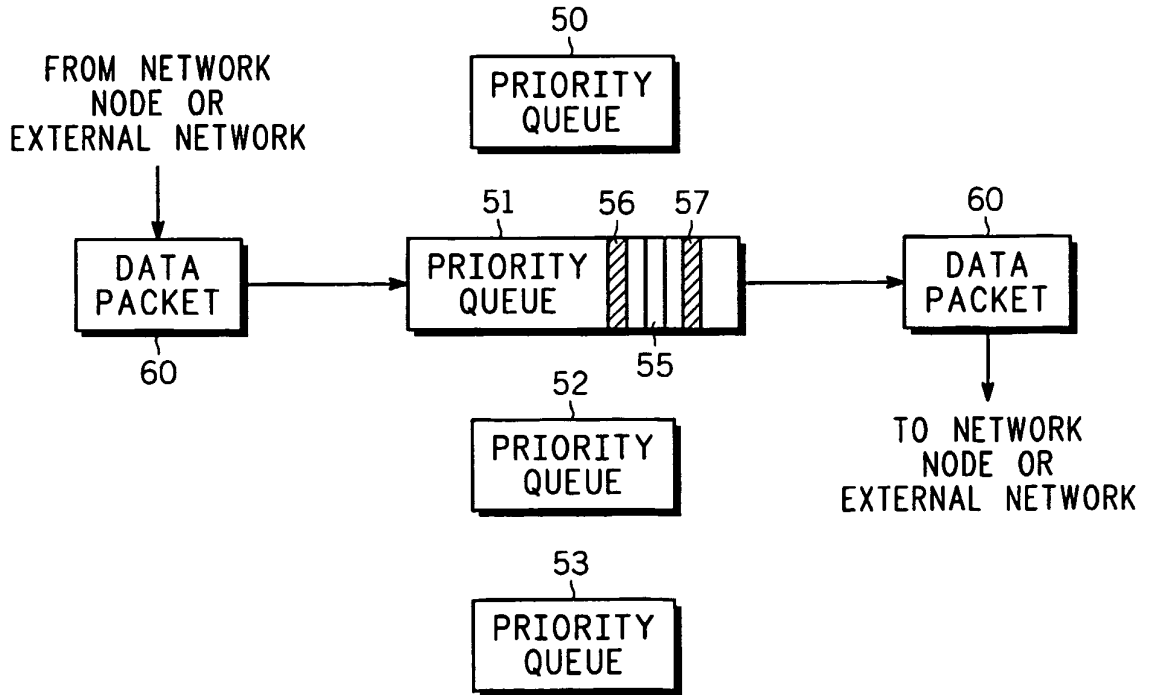 50
PRIORITY
QUEUE
FROM NETWORK
NODE OR
EXTERNAL NETWORK
51
56
57
60
DATA
PACKET
60
PRIORITY
QUEUE
55
DATA
PACKET
52
PRIORITY
QUEUE
TO NETWORK
NODE OR
EXTERNAL NETWORK
53
PRIORITY
QUEUE